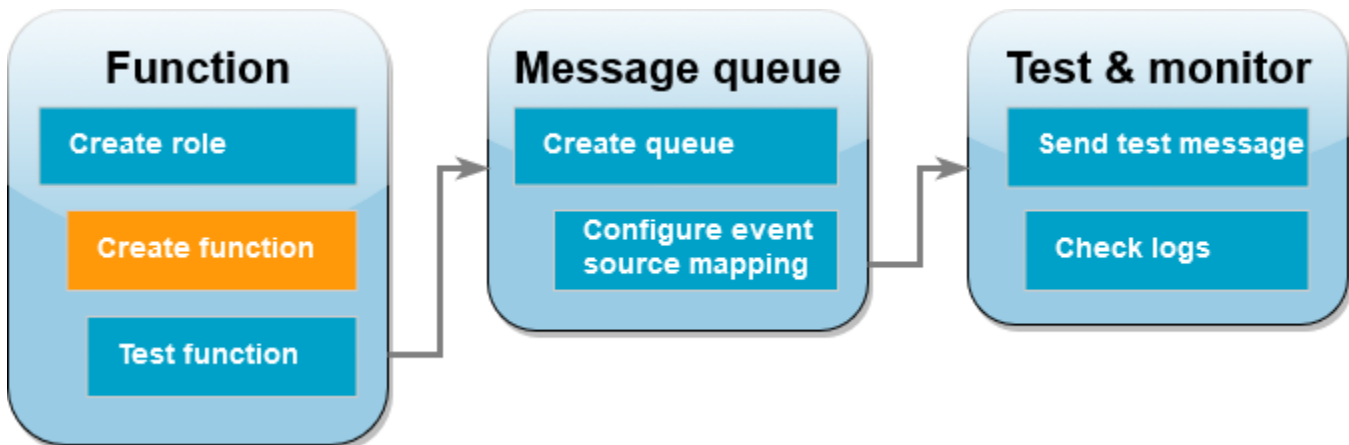 Function
Create role
Create function
Test function
Message queue
Create queue
Configure event
source mapping
Test & monitor
Send test message
Check logs